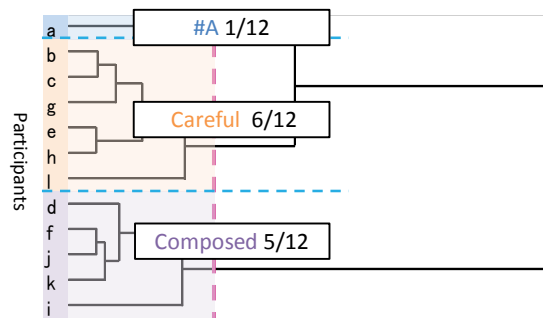 Participants
a
#A 1/12
b
c
g
Careful 6/12
e
h
l
d
f
Composed 5/12
j
k
i